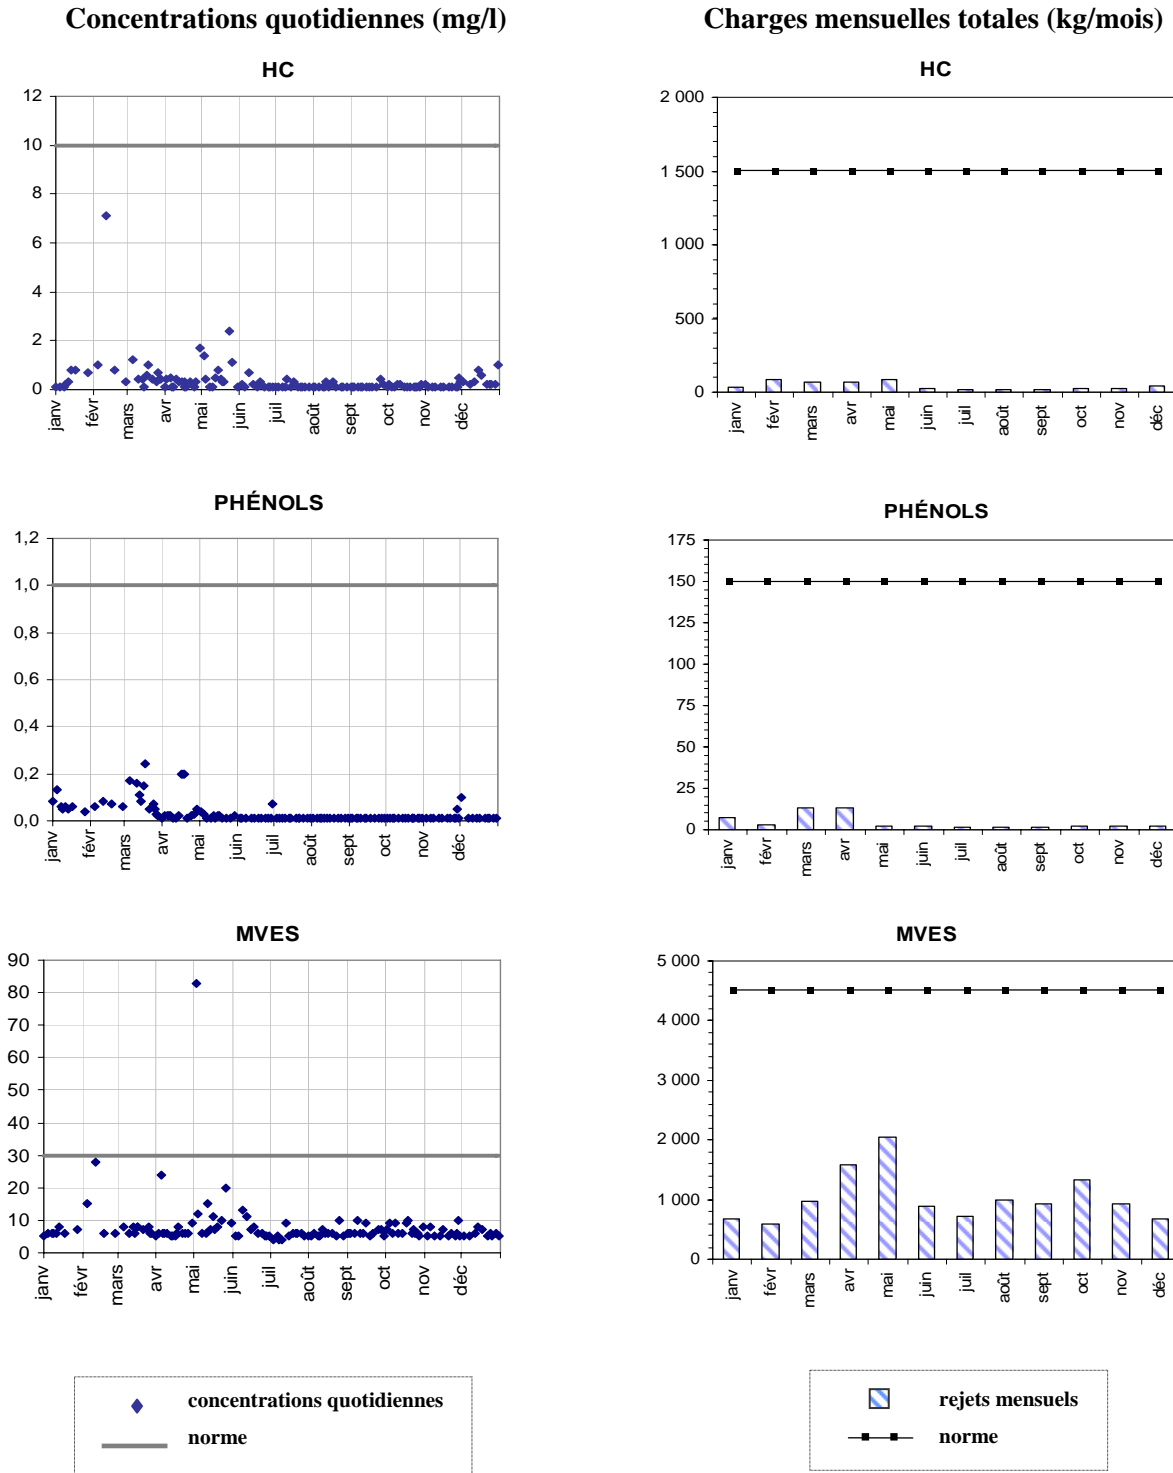 Concentrations quotidiennes (mg/l)
Charges mensuelles totales (kg/mois)
HC
12
10
8
6
4
2
0
janv
févr
mars
avr
mai
juin
juil
août
sept
oct
nov
déc
HC
2 000
1 500
1 000
500
0
janv
févr
mars
avr
mai
juin
juil
août
sept
oct
nov
déc
PHÉNOLS
1,2
1,0
0,8
0,6
0,4
0,2
0,0
janv
févr
mars
avr
mai
juin
juil
août
sept
oct
nov
déc
PHÉNOLS
175
150
125
100
75
50
25
0
janv
févr
mars
avr
mai
juin
juil
août
sept
oct
nov
déc
MVES
90
80
70
60
50
40
30
20
10
0
janv
févr
mars
avr
mai
juin
juil
août
sept
oct
nov
déc
MVES
5 000
4 000
3 000
2 000
1 000
0
janv
févr
mars
avr
mai
juin
juil
août
sept
oct
nov
déc
concentrations quotidiennes
norme
rejets mensuels
norme